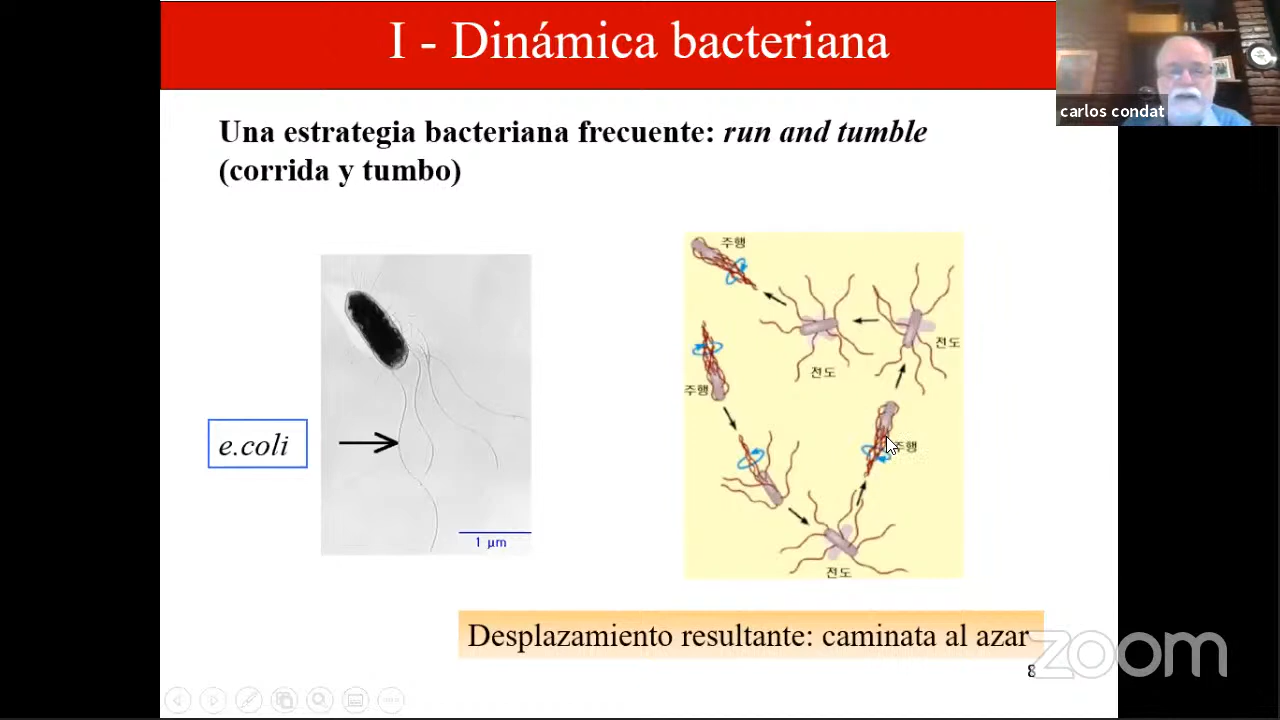 I - Dinámica bacteriana
carlos condat
Una estrategia bacteriana frecuente: run and tumble
(corrida y tumbo)
주행
전도
전도
주행
주행
전도
e.coli
1 µm
Desplazamiento resultante: caminata al azar
8
zoom